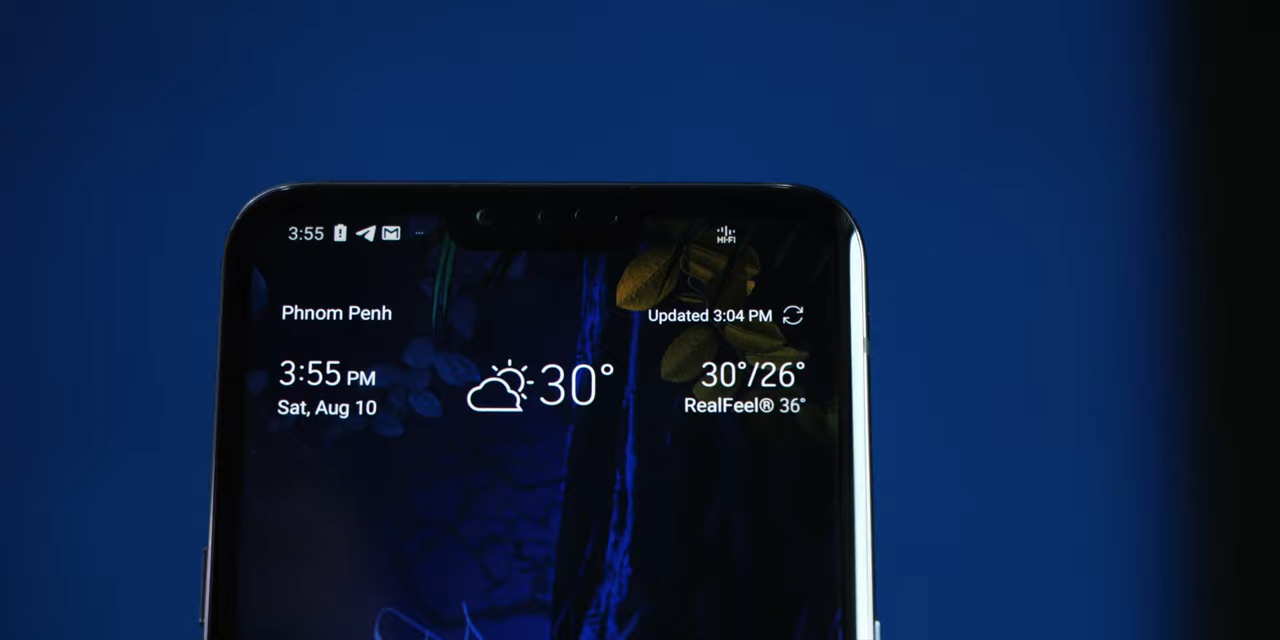 3:55
HI-FI
Phnom Penh
Updated 3:04 PM
3:55 PM
30°
30°/26°
Sat, Aug 10
RealFeel® 36°